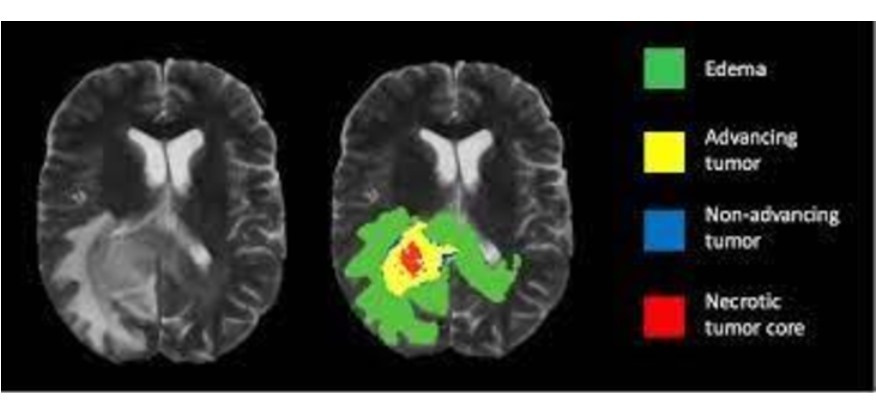 Edema
Advancing
tumor
Non-advancing
tumor
Necrotic
tumor core